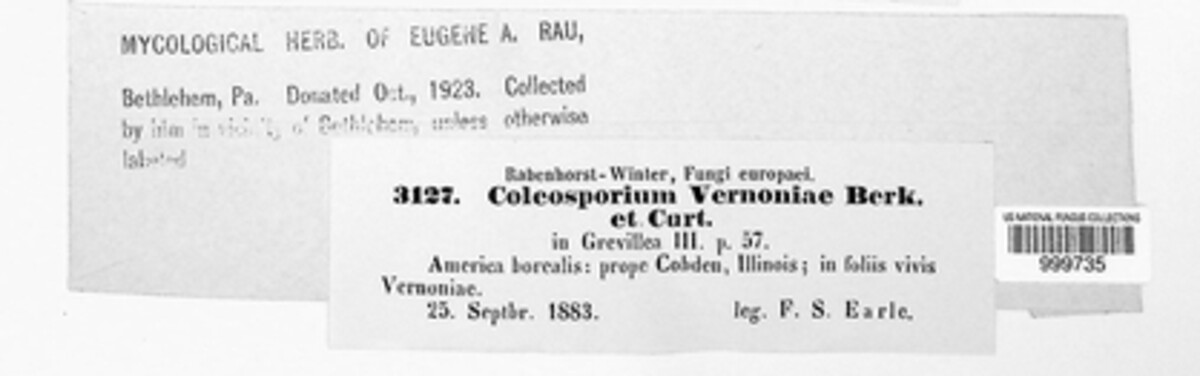 MYCOLOGICAL HERB. OF EUGENE A. RAU,
Bethlehem, Pa. Donated Oct., 1923. Collected
by him in vicinity of Bethlehem, unless otherwise
labeled
Rabenhorst-Winter, Fungi europaei.
3127. Coleosporium Vernoniae Berk.
et Curt.
in Grevillea III. p. 57.
America borealis: prope Cobden, Illinois; in foliis vivis
Vernoniae.
25. Septbr. 1883. leg. F. S. Earle.
US NATIONAL FUNGUS COLLECTIONS
999735